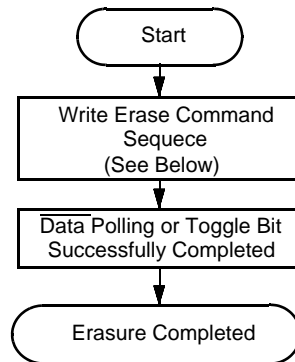 Start
Write Erase Command
Sequece
(See Below)
Data Polling or Toggle Bit
Successfully Completed
Erasure Completed